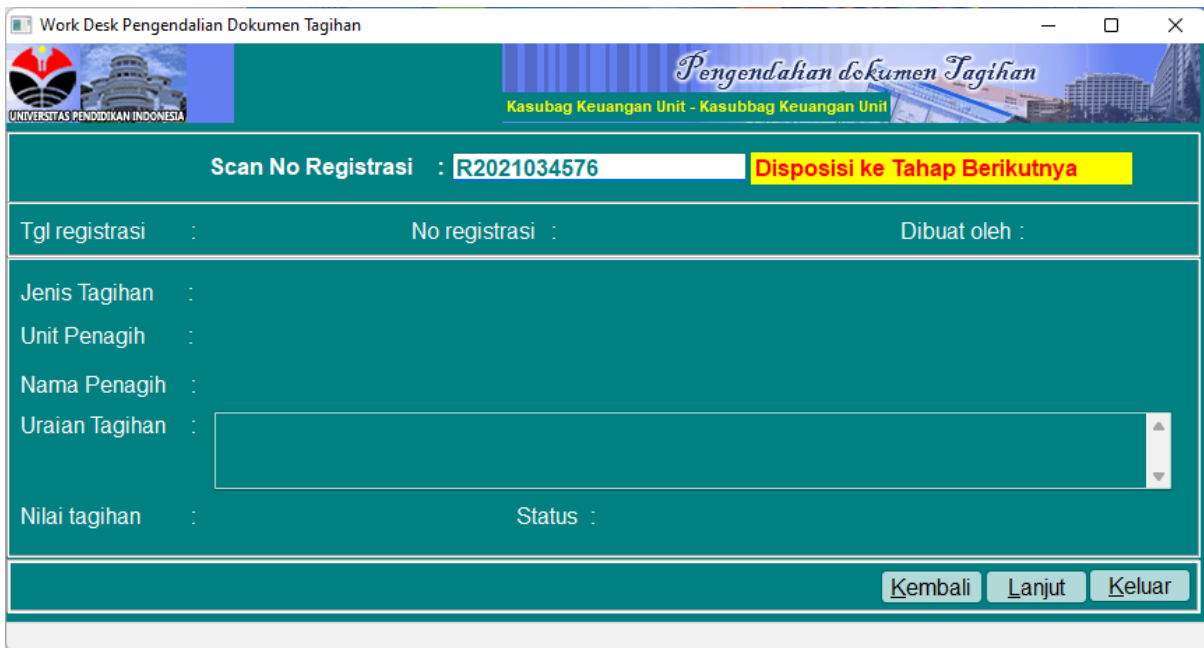 Work Desk Pengendalian Dokumen Tagihan
UNIVERSITAS PENDIDIKAN INDONESIA
Pengendalian dokumen Tagihan
Kasubag Keuangan Unit - Kasubbag Keuangan Unit
Scan No Registrasi : R2021034576 Disposisi ke Tahap Berikutnya
Tgl registrasi : No registrasi : Dibuat oleh :
Jenis Tagihan :
Unit Penagih :
Nama Penagih :
Uraian Tagihan :
Nilai tagihan : Status :
Kembali Lanjut Keluar